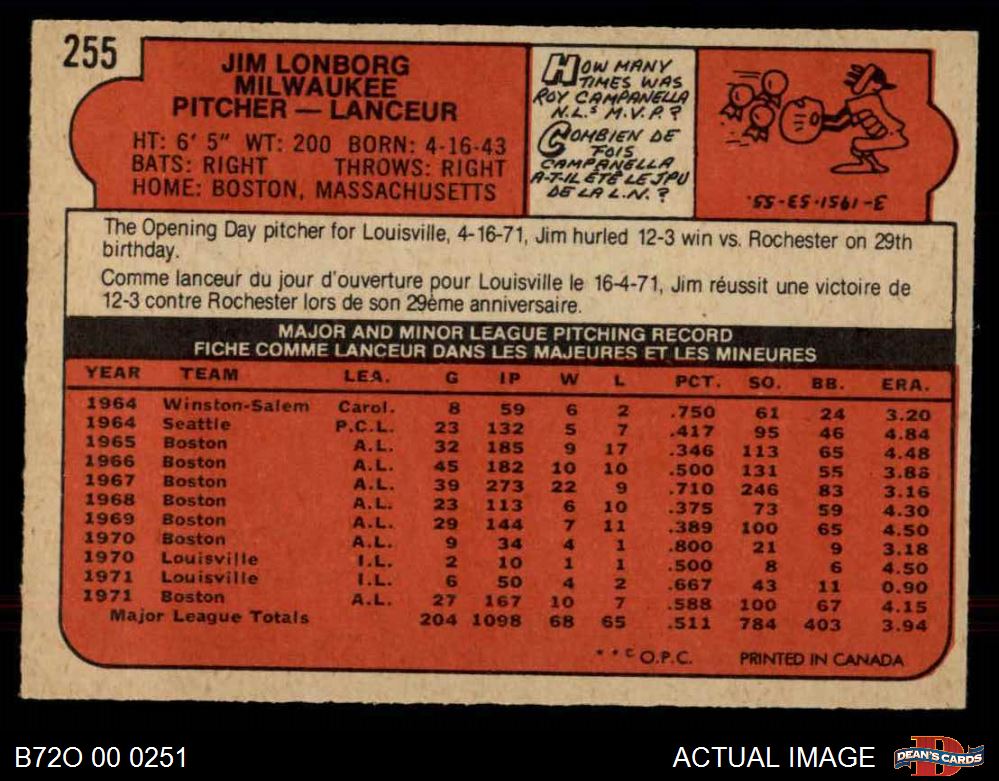 255
JIM LONBORG
MILWAUKEE
PITCHER — LANCEUR
HT: 6' 5" WT: 200 BORN: 4-16-43
BATS: RIGHT THROWS: RIGHT
HOME: BOSTON, MASSACHUSETTS
HOW MANY
TIMES WAS
ROY CAMPANELLA
N.L.'S M.V.P.?
COMBIEN DE
FOIS
CAMPANELLA
A-T-IL ÉTÉ LE JPU
DE LA L.N.?
3-1951-53-55
The Opening Day pitcher for Louisville, 4-16-71, Jim hurled 12-3 win vs. Rochester on 29th
birthday.
Comme lanceur du jour d'ouverture pour Louisville le 16-4-71, Jim réussit une victoire de
12-3 contre Rochester lors de son 29ème anniversaire.
MAJOR AND MINOR LEAGUE PITCHING RECORD
FICHE COMME LANCEUR DANS LES MAJEURES ET LES MINEURES
YEAR TEAM LEA. G IP W L PCT. SO. BB. ERA.
1964 Winston-Salem Carol. 8 59 6 2 .750 61 24 3.20
1964 Seattle P.C.L. 23 132 5 7 .417 95 46 4.84
1965 Boston A.L. 32 185 9 17 .346 113 65 4.48
1966 Boston A.L. 45 182 10 10 .500 131 55 3.86
1967 Boston A.L. 39 273 22 9 .710 246 83 3.16
1968 Boston A.L. 23 113 6 10 .375 73 59 4.30
1969 Boston A.L. 29 144 7 11 .389 100 65 4.50
1970 Boston A.L. 9 34 4 1 .800 21 9 3.18
1970 Louisville I.L. 2 10 1 1 .500 8 6 4.50
1971 Louisville I.L. 6 50 4 2 .667 43 11 0.90
1971 Boston A.L. 27 167 10 7 .588 100 67 4.15
Major League Totals 204 1098 68 65 .511 784 403 3.94
* * © O.P.C. PRINTED IN CANADA
B72O 00 0251
ACTUAL IMAGE
D
DEAN'S CARDS